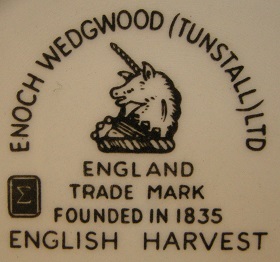 ENOCH WEDGWOOD (TUNSTALL) LTD
ENGLAND
TRADE MARK
Σ
FOUNDED IN 1835
ENGLISH HARVEST